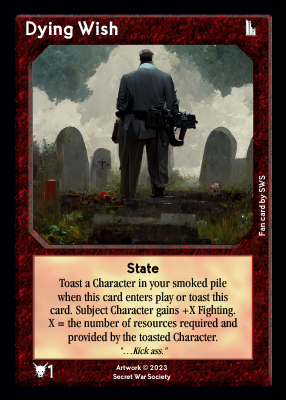 Dying Wish
Fan card by SWS
State
Toast a Character in your smoked pile
when this card enters play or toast this
card. Subject Character gains +X Fighting.
X = the number of resources required and
provided by the toasted Character.
“…Kick ass.”
1
Artwork © 2023
Secret War Society